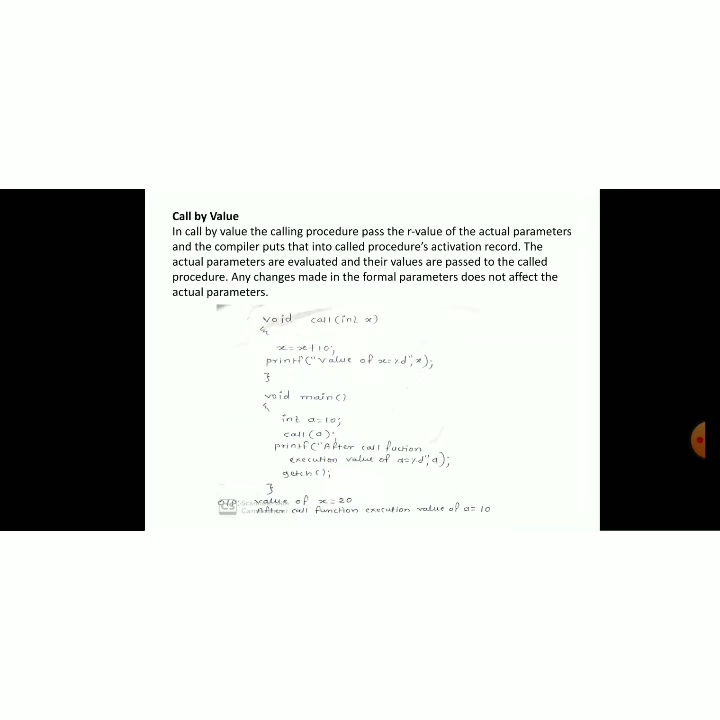 Call by Value
In call by value the calling procedure pass the r-value of the actual parameters
and the compiler puts that into called procedure's activation record. The
actual parameters are evaluated and their values are passed to the called
procedure. Any changes made in the formal parameters does not affect the
actual parameters.
void call(int x)
{
x=x+10;
printf("value of x=%d",x);
}
void main()
{
int a=10;
call(a);
printf("After call fuction
execution value of a=%d",a);
getch();
}
O/P: value of x=20
After call function execution value of a=10
CS